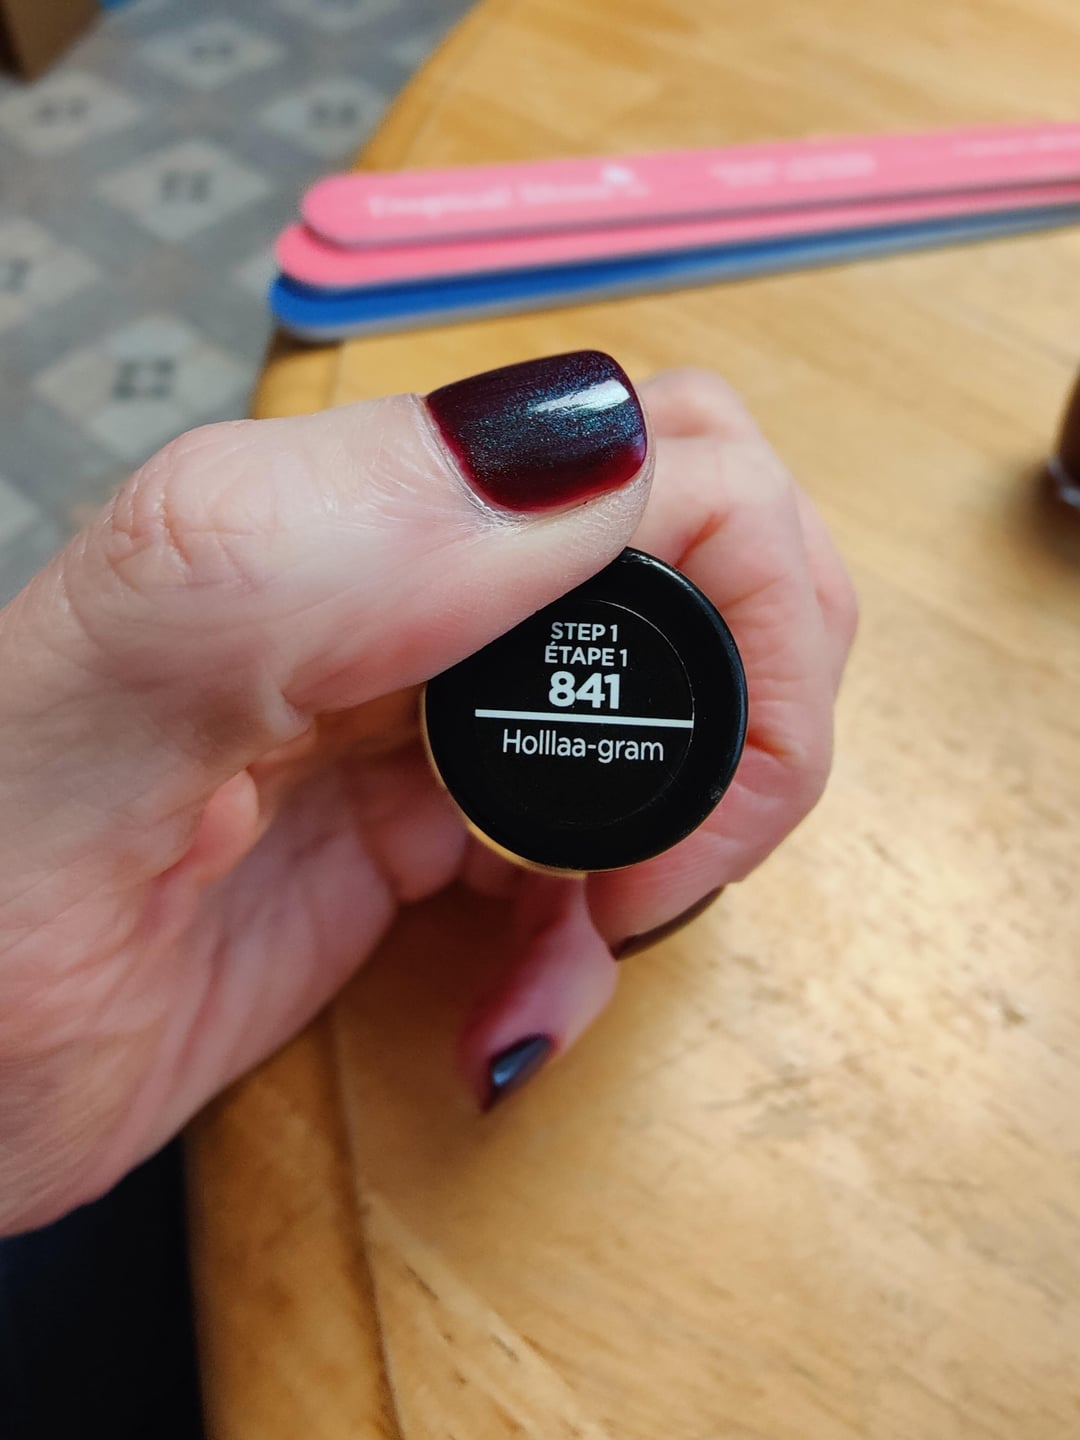 STEP 1
ÉTAPE 1
841
Holllaa-gram